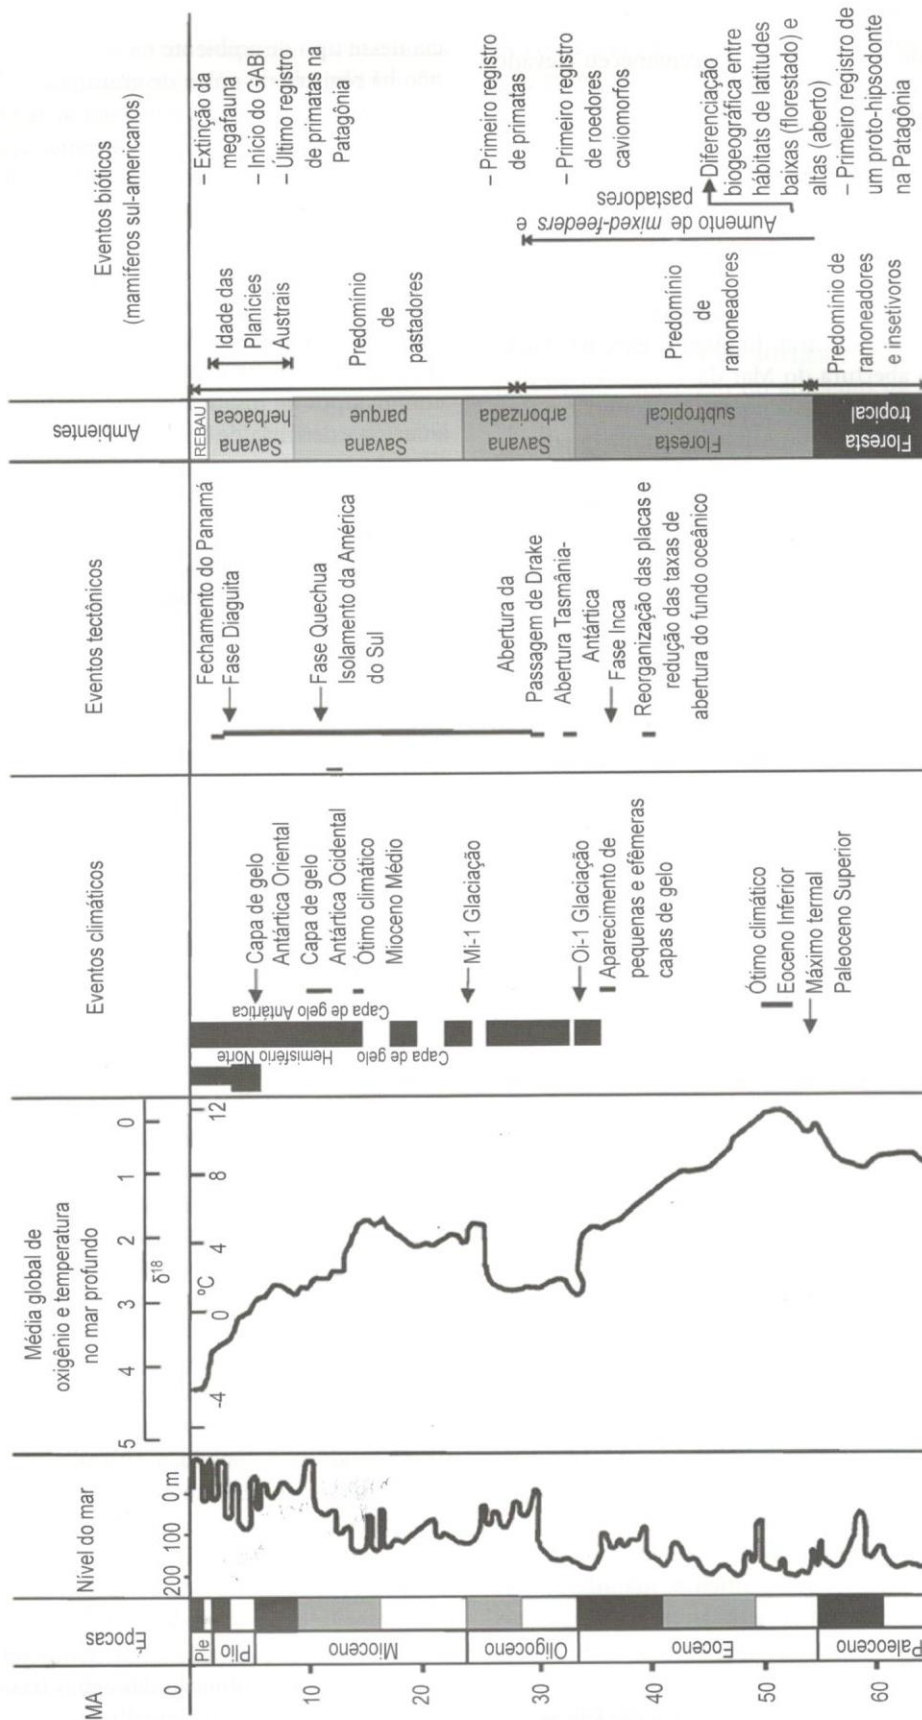 Eventos bióticos
(mamíferos sul-americanos)
– Extinção da
megafauna
– Início do GABI
– Último registro
de primatas na
Patagônia
– Primeiro registro
de primatas
– Primeiro registro
de roedores
caviomorfos
Diferenciação
biogeográfica entre
hábitats de latitudes
baixas (florestado) e
altas (aberto)
– Primeiro registro de
um proto-hipsodonte
na Patagônia
Aumento de mixed-feeders e
pastadores
Idade das
Planícies
Austrais
Predomínio
de
pastadores
Predomínio
de
ramoneadores
Predomínio de
ramoneadores
e insetivoros
Ambientes
REBAU
Savana
herbácea
Savana
parque
Savana
arborizada
Floresta
subtropical
Floresta
tropical
Eventos tectônicos
Fechamento do Panamá
Fase Diaguita
Fase Quechua
Isolamento da América
do Sul
Abertura da
Passagem de Drake
Abertura Tasmânia-
Antártica
Fase Inca
Reorganização das placas e
redução das taxas de
abertura do fundo oceânico
Eventos climáticos
Capa de gelo
Antártica Oriental
Capa de gelo
Antártica Ocidental
Ótimo climático
Mioceno Médio
Mi-1 Glaciação
Oi-1 Glaciação
Aparecimento de
pequenas e efêmeras
capas de gelo
Ótimo climático
Eoceno Inferior
Máximo termal
Paleoceno Superior
Capa de gelo Antártica
Capa de gelo
Hemisfério Norte
Média global de
oxigênio e temperatura
no mar profundo
5 4 3 2 1 0
δ18
°C
-4 0 4 8 12
Nível do mar
200 100 0 m
Épocas
Ple
Plio
Mioceno
Oligoceno
Eoceno
Paleoceno
MA
0 10 20 30 40 50 60